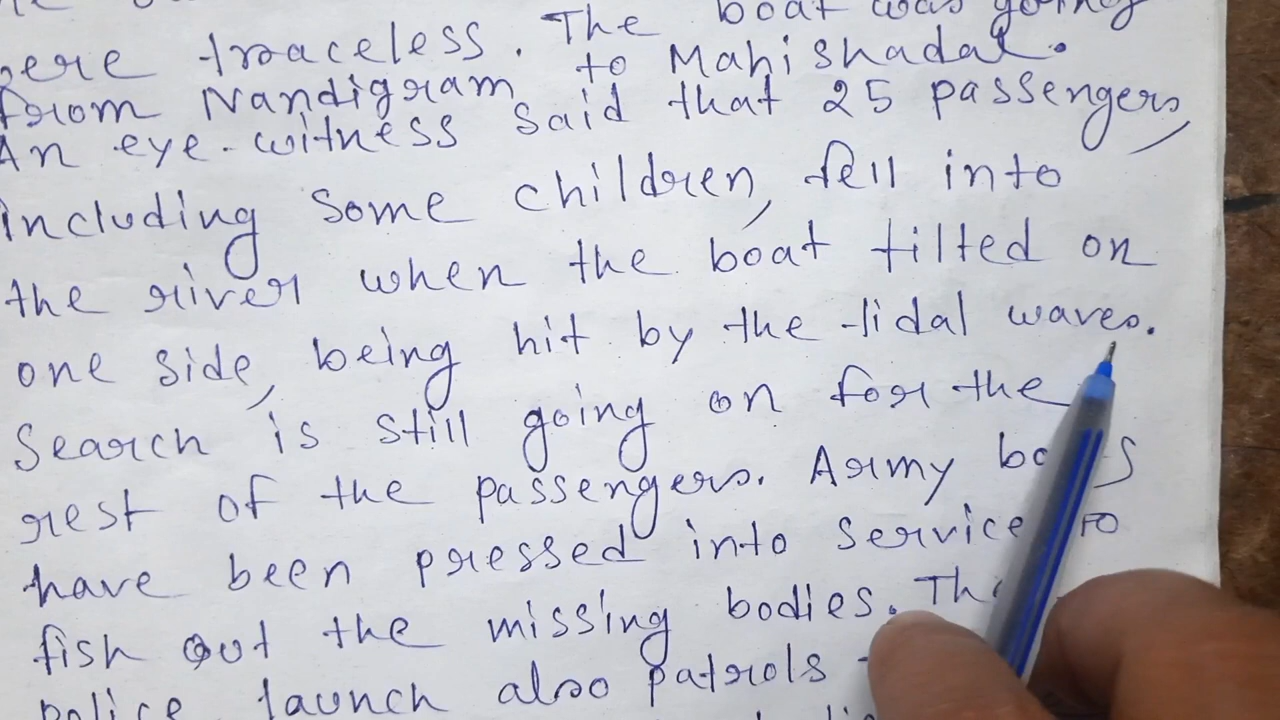 traceless. The boat was going
from Nandigram to Mahishadal.
An eye-witness said that 25 passengers,
including some children, fell into
the river when the boat tilted on
one side, being hit by the tidal waves.
Search is still going on for the
rest of the passengers. Army
have been pressed into service to
fish out the missing bodies.
police launch also patrols